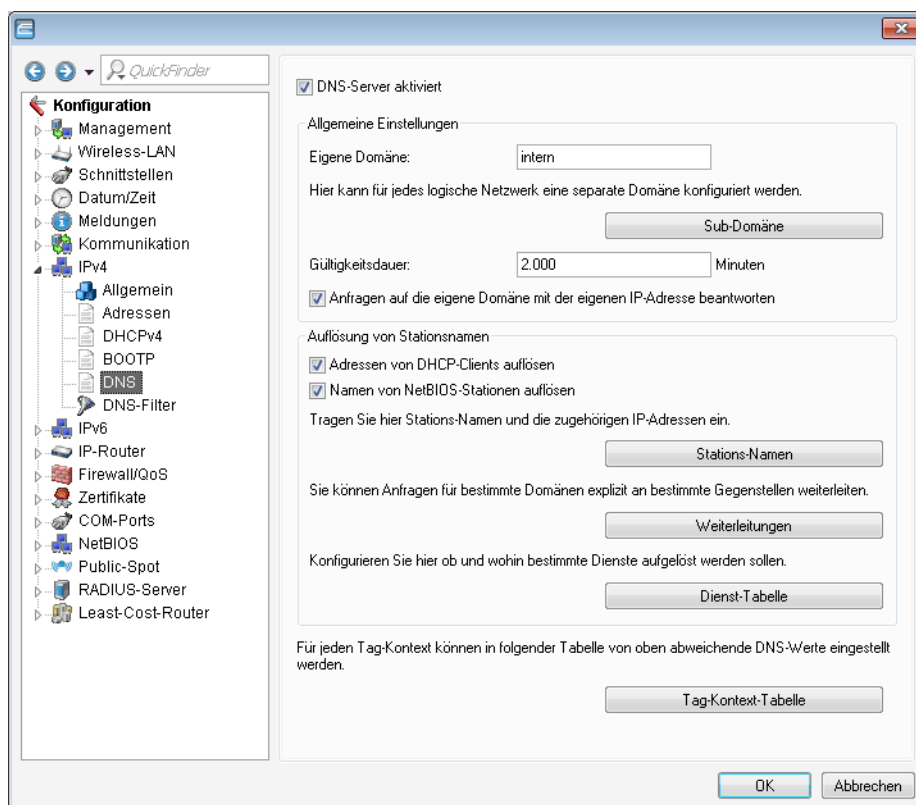 QuickFinder
Konfiguration
Management
Wireless-LAN
Schnittstellen
Datum/Zeit
Meldungen
Kommunikation
IPv4
Allgemein
Adressen
DHCPv4
BOOTP
DNS
DNS-Filter
IPv6
IP-Router
Firewall/QoS
Zertifikate
COM-Ports
NetBIOS
Public-Spot
RADIUS-Server
Least-Cost-Router
DNS-Server aktiviert
Allgemeine Einstellungen
Eigene Domäne: intern
Hier kann für jedes logische Netzwerk eine separate Domäne konfiguriert werden.
Sub-Domäne
Gültigkeitsdauer: 2.000 Minuten
Anfragen auf die eigene Domäne mit der eigenen IP-Adresse beantworten
Auflösung von Stationsnamen
Adressen von DHCP-Clients auflösen
Namen von NetBIOS-Stationen auflösen
Tragen Sie hier Stations-Namen und die zugehörigen IP-Adressen ein.
Stations-Namen
Sie können Anfragen für bestimmte Domänen explizit an bestimmte Gegenstellen weiterleiten.
Weiterleitungen
Konfigurieren Sie hier ob und wohin bestimmte Dienste aufgelöst werden sollen.
Dienst-Tabelle
Für jeden Tag-Kontext können in folgender Tabelle von oben abweichende DNS-Werte eingestellt
werden.
Tag-Kontext-Tabelle
OK
Abbrechen